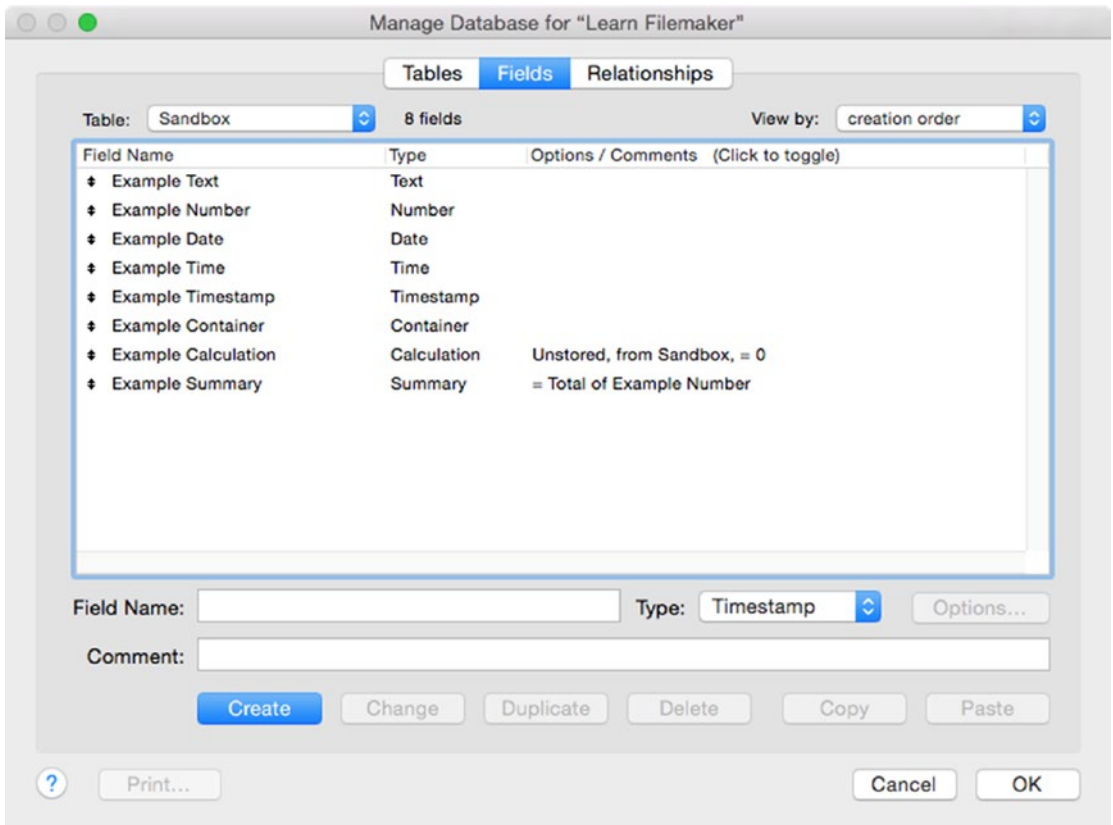 Manage Database for "Learn Filemaker"
Tables Fields Relationships
Table: Sandbox 8 fields View by: creation order
Field Name Type Options / Comments (Click to toggle)
Example Text Text
Example Number Number
Example Date Date
Example Time Time
Example Timestamp Timestamp
Example Container Container
Example Calculation Calculation Unstored, from Sandbox, = 0
Example Summary Summary = Total of Example Number
Field Name: Type: Timestamp Options...
Comment:
Create Change Duplicate Delete Copy Paste
? Print... Cancel OK